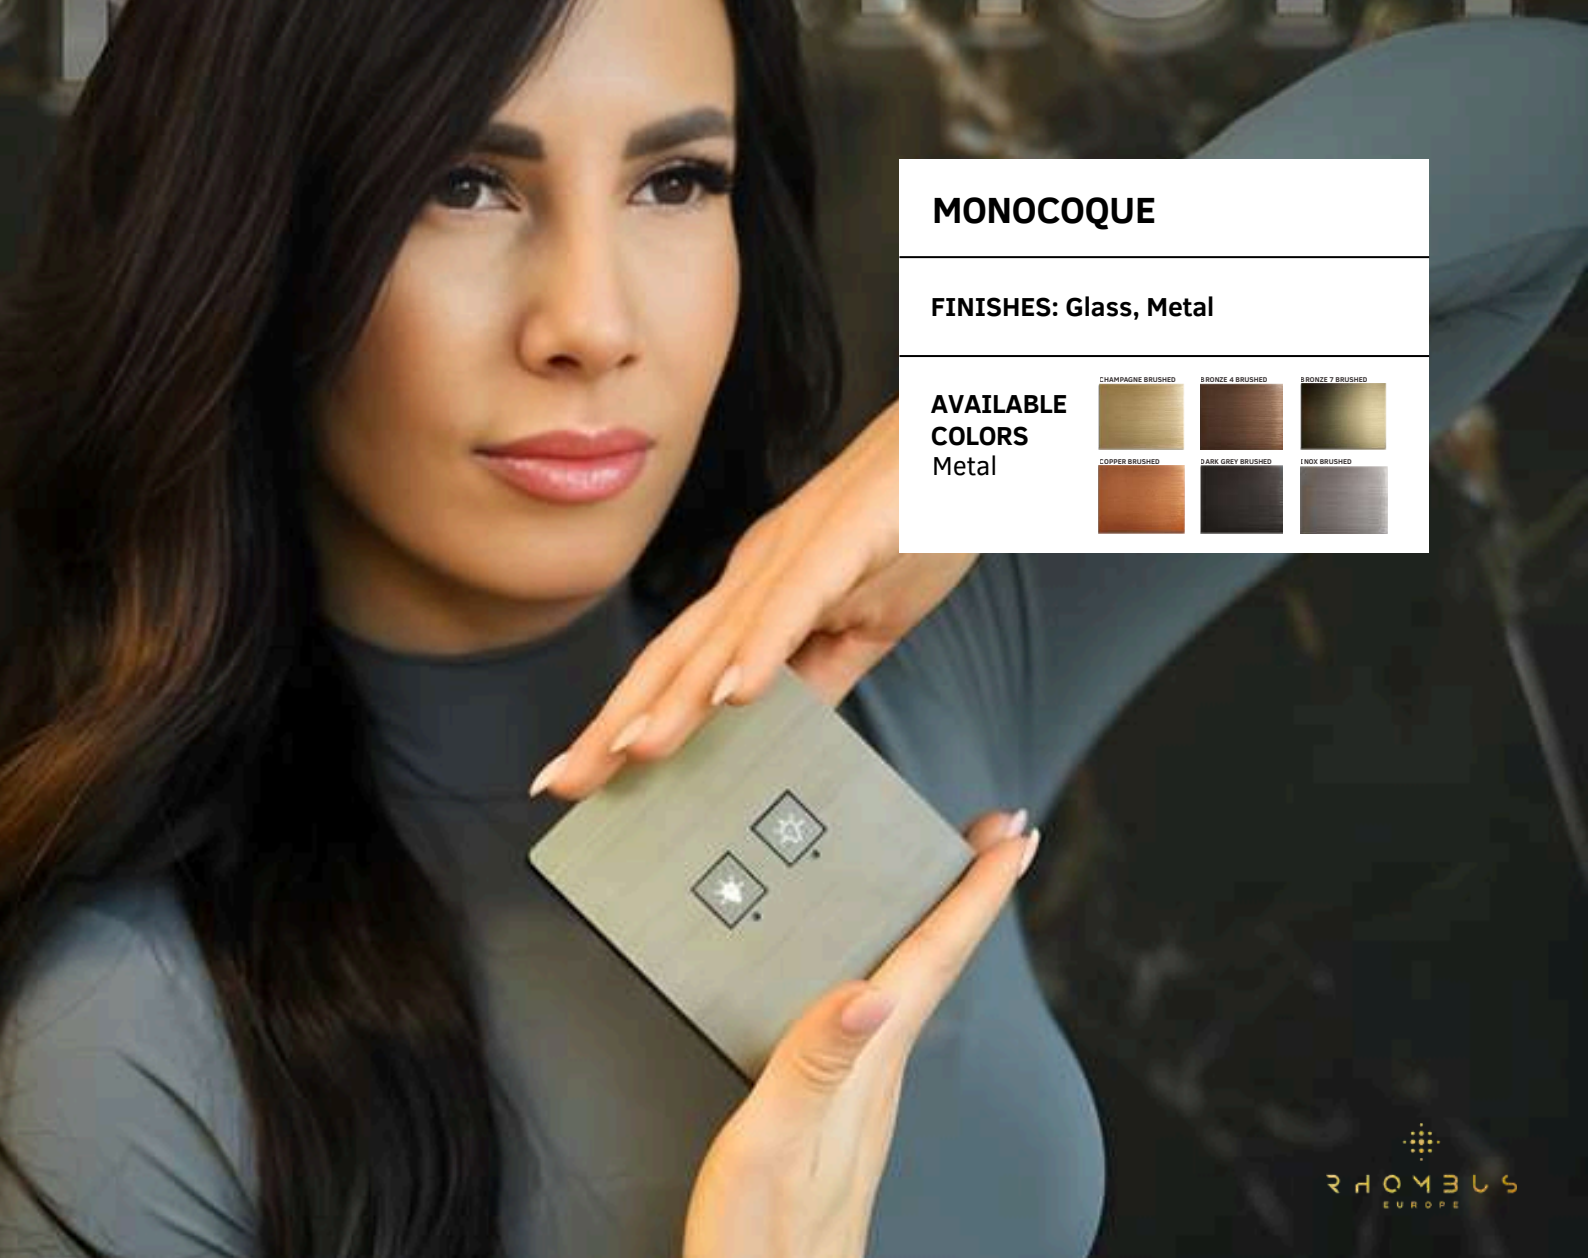 MONOCOQUE
FINISHES: Glass, Metal
AVAILABLE
COLORS
Metal
CHAMPAGNE BRUSHED
BRONZE 4 BRUSHED
BRONZE 7 BRUSHED
COPPER BRUSHED
DARK GREY BRUSHED
INOX BRUSHED
RHOMBUS
EUROPE